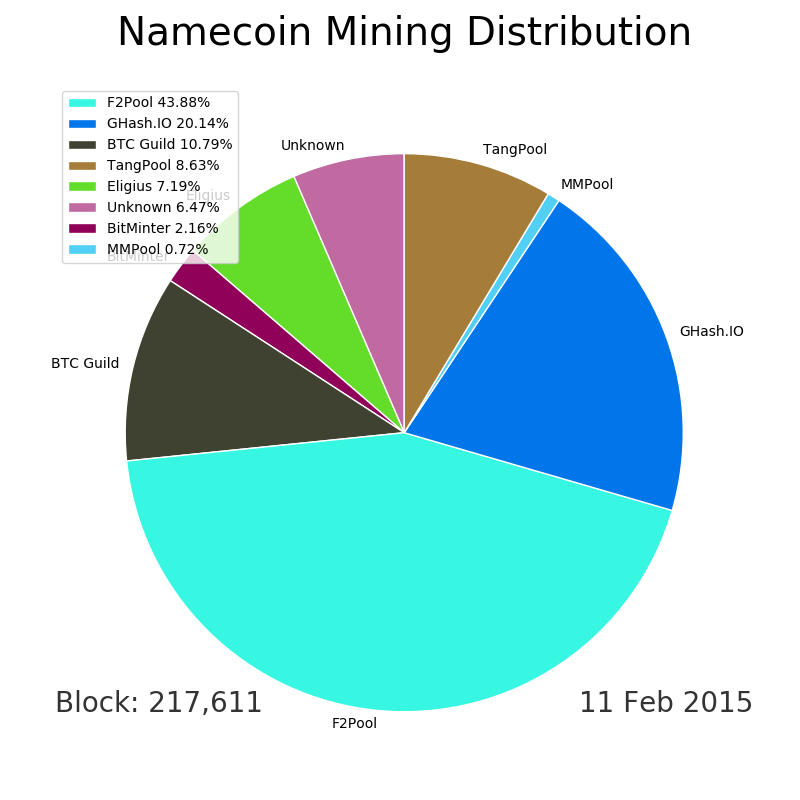 Namecoin Mining Distribution
F2Pool 43.88%
GHash.IO 20.14%
BTC Guild 10.79%
TangPool 8.63%
Eligius 7.19%
Unknown 6.47%
BitMinter 2.16%
MMPool 0.72%
Unknown
TangPool
MMPool
Eligius
BitMinter
GHash.IO
BTC Guild
Block: 217,611
11 Feb 2015
F2Pool